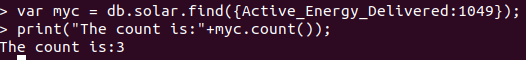 > var myc = db.solar.find({Active_Energy_Delivered:1049});
> print("The count is:"+myc.count());
The count is:3